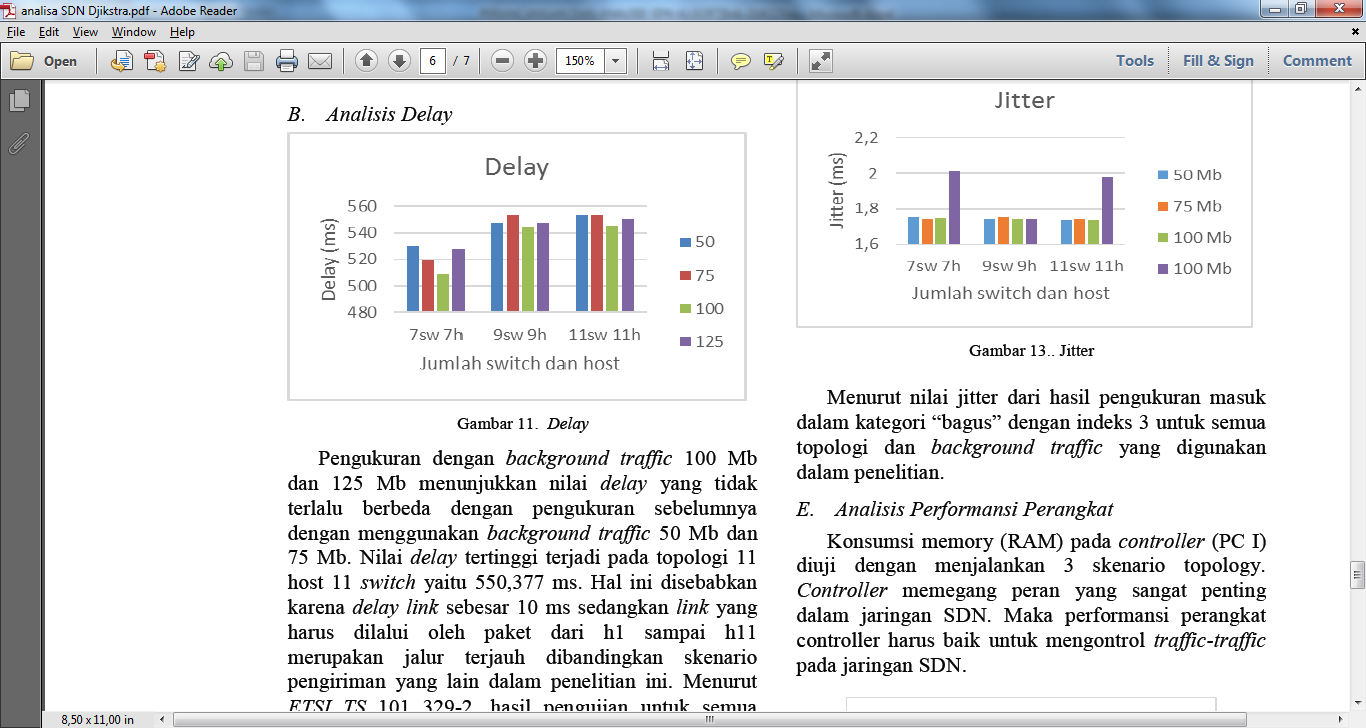 analisa SDN Djikstra.pdf - Adobe Reader
File Edit View Window Help
Open 6 / 7 150% Tools Fill & Sign Comment
B. Analisis Delay
Delay
Delay (ms)
560
540
520
500
480
7sw 7h 9sw 9h 11sw 11h
Jumlah switch dan host
50
75
100
125
Gambar 11. Delay
Pengukuran dengan background traffic 100 Mb
dan 125 Mb menunjukkan nilai delay yang tidak
terlalu berbeda dengan pengukuran sebelumnya
dengan menggunakan background traffic 50 Mb dan
75 Mb. Nilai delay tertinggi terjadi pada topologi 11
host 11 switch yaitu 550,377 ms. Hal ini disebabkan
karena delay link sebesar 10 ms sedangkan link yang
harus dilalui oleh paket dari h1 sampai h11
merupakan jalur terjauh dibandingkan skenario
pengiriman yang lain dalam penelitian ini. Menurut
ETSI TS 101 329-2, hasil pengujian untuk semua
Jitter
Jitter (ms)
2,2
2
1,8
1,6
7sw 7h 9sw 9h 11sw 11h
Jumlah switch dan host
50 Mb
75 Mb
100 Mb
100 Mb
Gambar 13.. Jitter
Menurut nilai jitter dari hasil pengukuran masuk
dalam kategori “bagus” dengan indeks 3 untuk semua
topologi dan background traffic yang digunakan
dalam penelitian.
E. Analisis Performansi Perangkat
Konsumsi memory (RAM) pada controller (PC I)
diuji dengan menjalankan 3 skenario topology.
Controller memegang peran yang sangat penting
dalam jaringan SDN. Maka performansi perangkat
controller harus baik untuk mengontrol traffic-traffic
pada jaringan SDN.
8,50 x 11,00 in